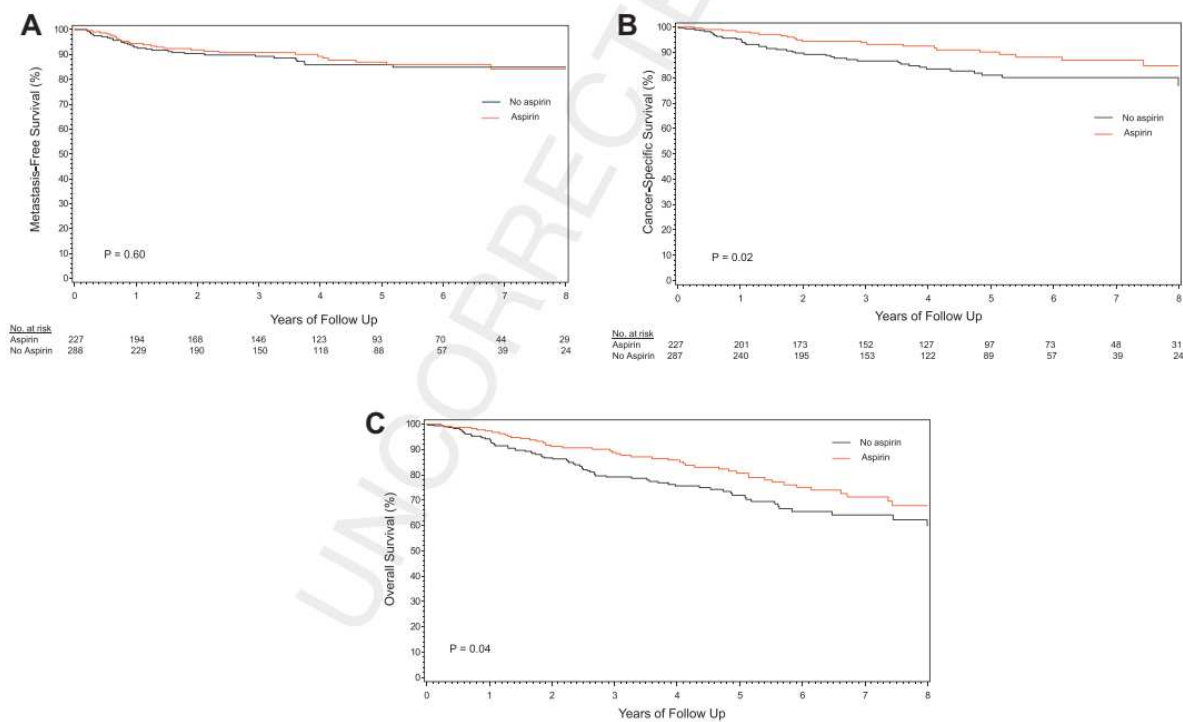 A
Metastasis-Free Survival (%)
100
90
80
70
60
50
40
30
20
10
0
No aspirin
Aspirin
P = 0.60
0 1 2 3 4 5 6 7 8
Years of Follow Up
No. at risk
Aspirin 227 194 168 146 123 93 70 44 29
No Aspirin 288 229 190 150 118 88 57 39 24
B
Cancer-Specific Survival (%)
100
90
80
70
60
50
40
30
20
10
0
No aspirin
Aspirin
P = 0.02
0 1 2 3 4 5 6 7 8
Years of Follow Up
No. at risk
Aspirin 227 201 173 152 127 97 73 48 31
No Aspirin 287 240 195 153 122 89 57 39 24
C
Overall Survival (%)
100
90
80
70
60
50
40
30
20
10
0
No aspirin
Aspirin
P = 0.04
0 1 2 3 4 5 6 7 8
Years of Follow Up
UNCORRECTE